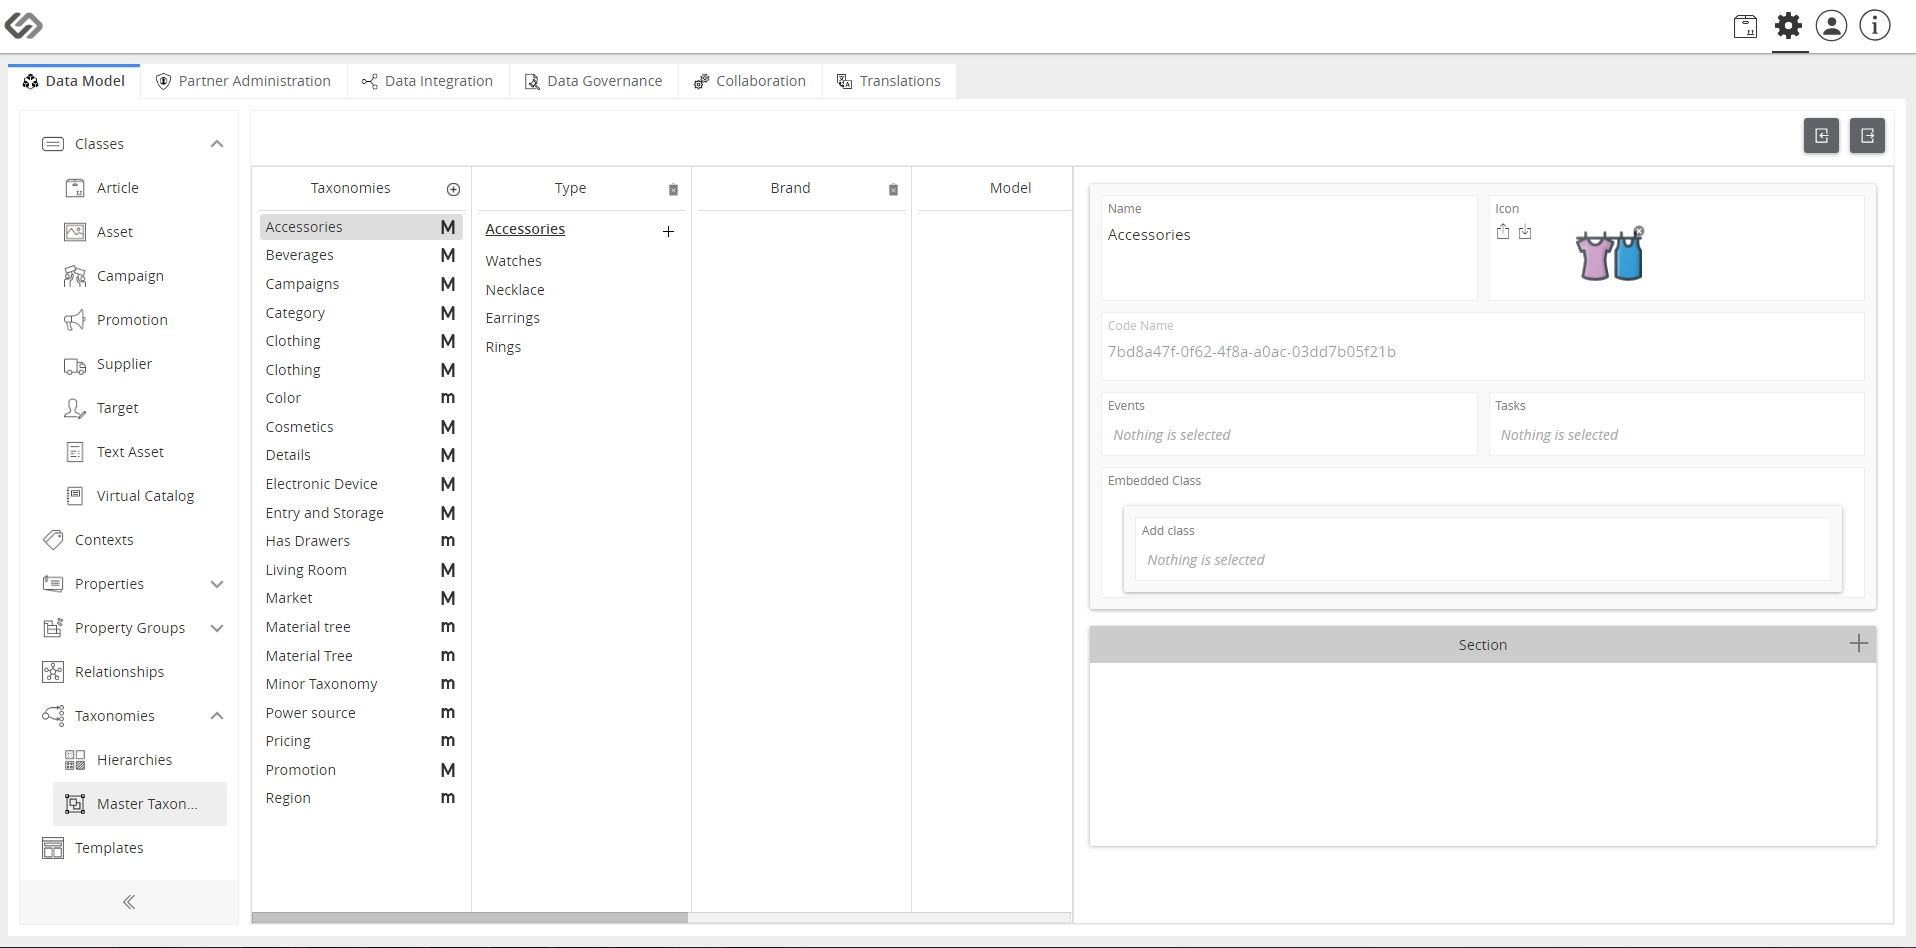 Data Model
Partner Administration
Data Integration
Data Governance
Collaboration
Translations
Classes
Article
Asset
Campaign
Promotion
Supplier
Target
Text Asset
Virtual Catalog
Contexts
Properties
Property Groups
Relationships
Taxonomies
Hierarchies
Master Taxon...
Templates
Taxonomies
Accessories M
Beverages M
Campaigns M
Category M
Clothing M
Clothing M
Color m
Cosmetics M
Details M
Electronic Device M
Entry and Storage M
Has Drawers m
Living Room M
Market M
Material tree m
Material Tree m
Minor Taxonomy m
Power source m
Pricing m
Promotion M
Region m
Type
Accessories
Watches
Necklace
Earrings
Rings
Brand
Model
Name
Accessories
Icon
Code Name
7bd8a47f-0f62-4f8a-a0ac-03dd7b05f21b
Events
Nothing is selected
Tasks
Nothing is selected
Embedded Class
Add class
Nothing is selected
Section